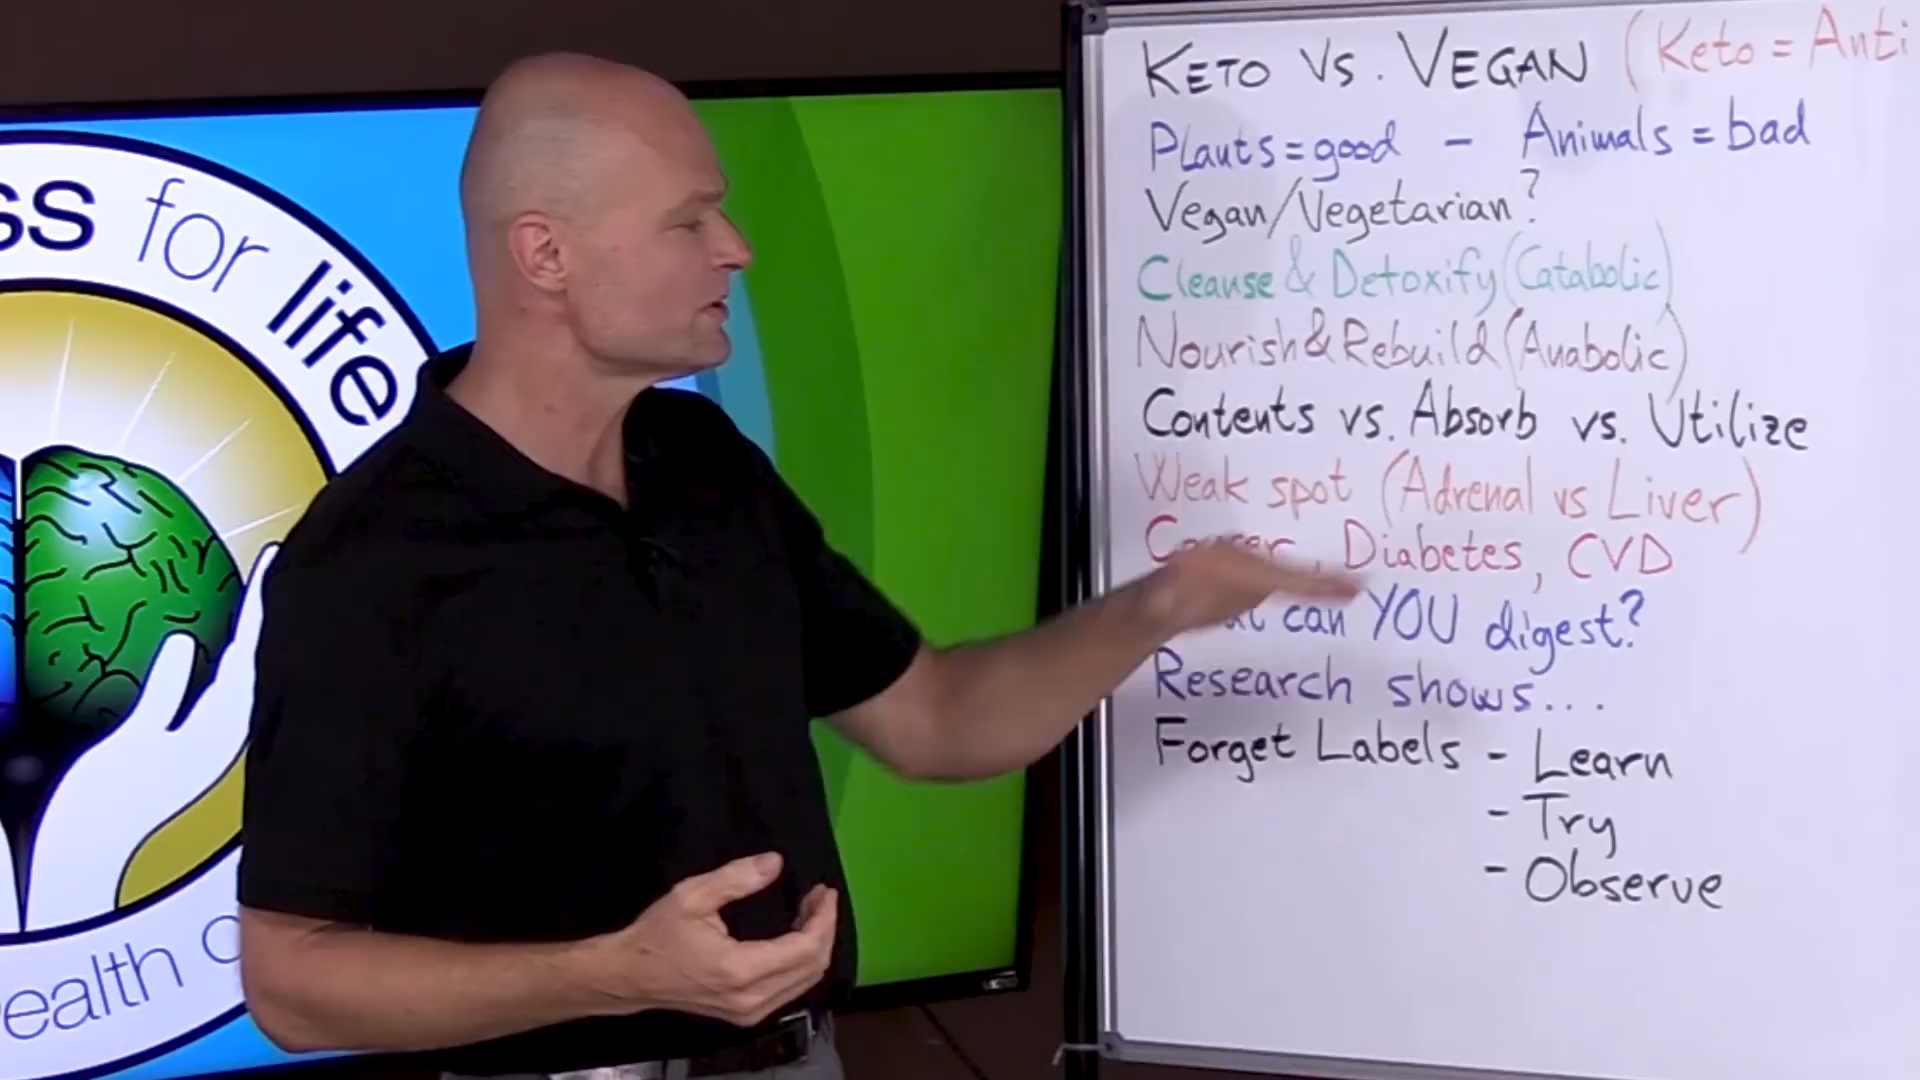 ss for life
ealth
KETO VS. VEGAN (Keto = Anti
Plants = good - Animals = bad
Vegan/Vegetarian?
Cleanse & Detoxify (Catabolic)
Nourish & Rebuild (Anabolic)
Contents vs. Absorb vs. Utilize
Weak spot (Adrenal vs Liver)
Diabetes, CVD
can YOU digest?
Research shows...
Forget Labels - Learn
- Try
- Observe